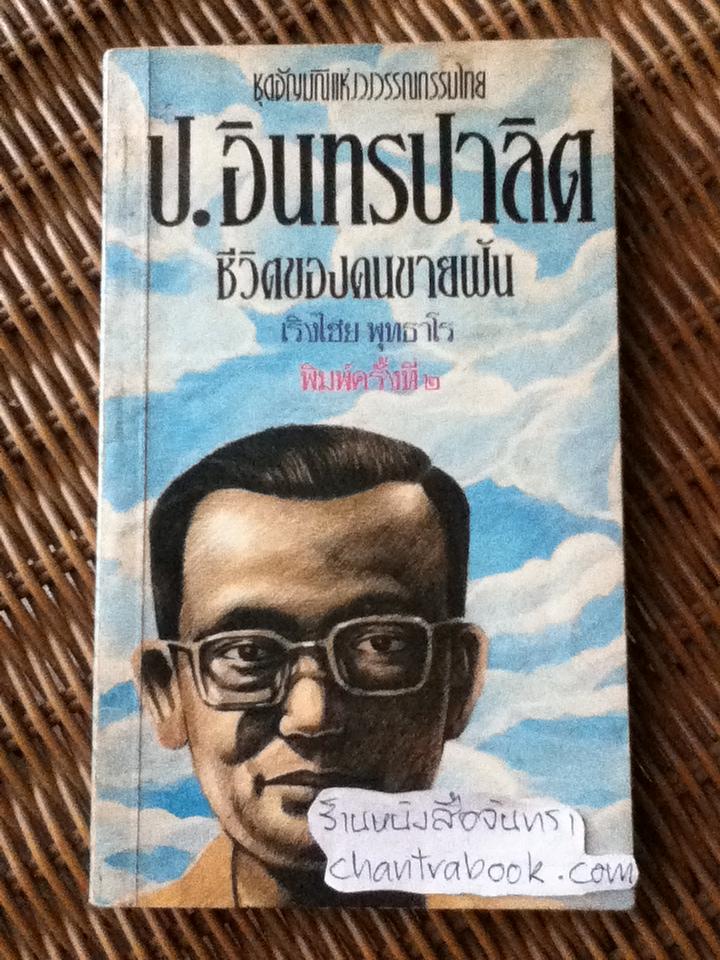 ชุดอัญมณีแห่งวรรณกรรมไทย
ป.อินทรปาลิต
ชีวิตของคนขายฝัน
เริงไชย พุทธาโร
พิมพ์ครั้งที่ ๒
ร้านหนังสือจันทรา
chantrabook.com